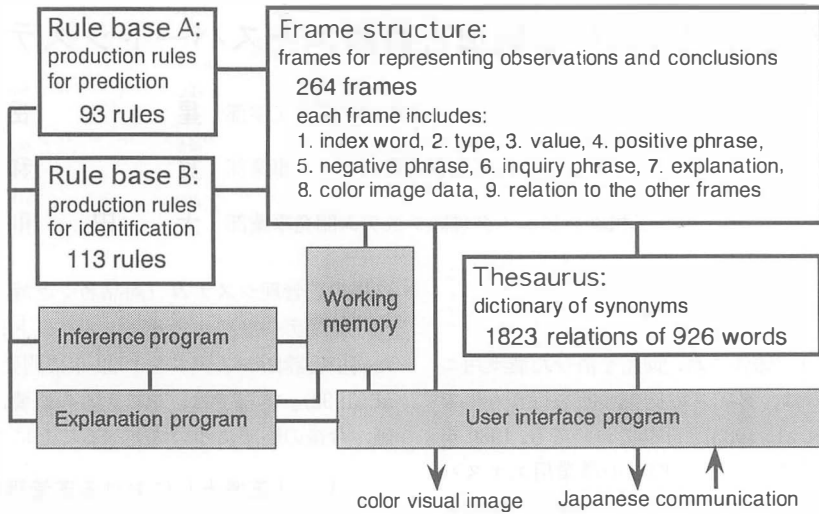 Rule base A:
production rules
for prediction
93 rules
Frame structure:
frames for representing observations and conclusions
264 frames
each frame includes:
1. index word, 2. type, 3. value, 4. positive phrase,
5. negative phrase, 6. inquiry phrase, 7. explanation,
8. color image data, 9. relation to the other frames
Rule base B:
production rules
for identification
113 rules
Working
memory
Thesaurus:
dictionary of synonyms
1823 relations of 926 words
Inference program
Explanation program
User interface program
color visual image
Japanese communication